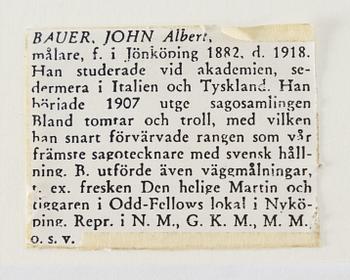 BAUER, JOHN Albert,
målare, f. i Jönköping 1882, d. 1918.
Han studerade vid akademien, se-
dermera i Italien och Tyskland. Han
började 1907 utge sagosamlingen
Bland tomtar och troll, med vilken
han snart förvärvade rangen som vår
främste sagotecknare med svensk håll-
ning. B. utförde även väggmålningar,
t. ex. fresken Den helige Martin och
tiggaren i Odd-Fellows lokal i Nykö-
ping. Repr. i N. M., G. K. M., M. M.
o. s. v.